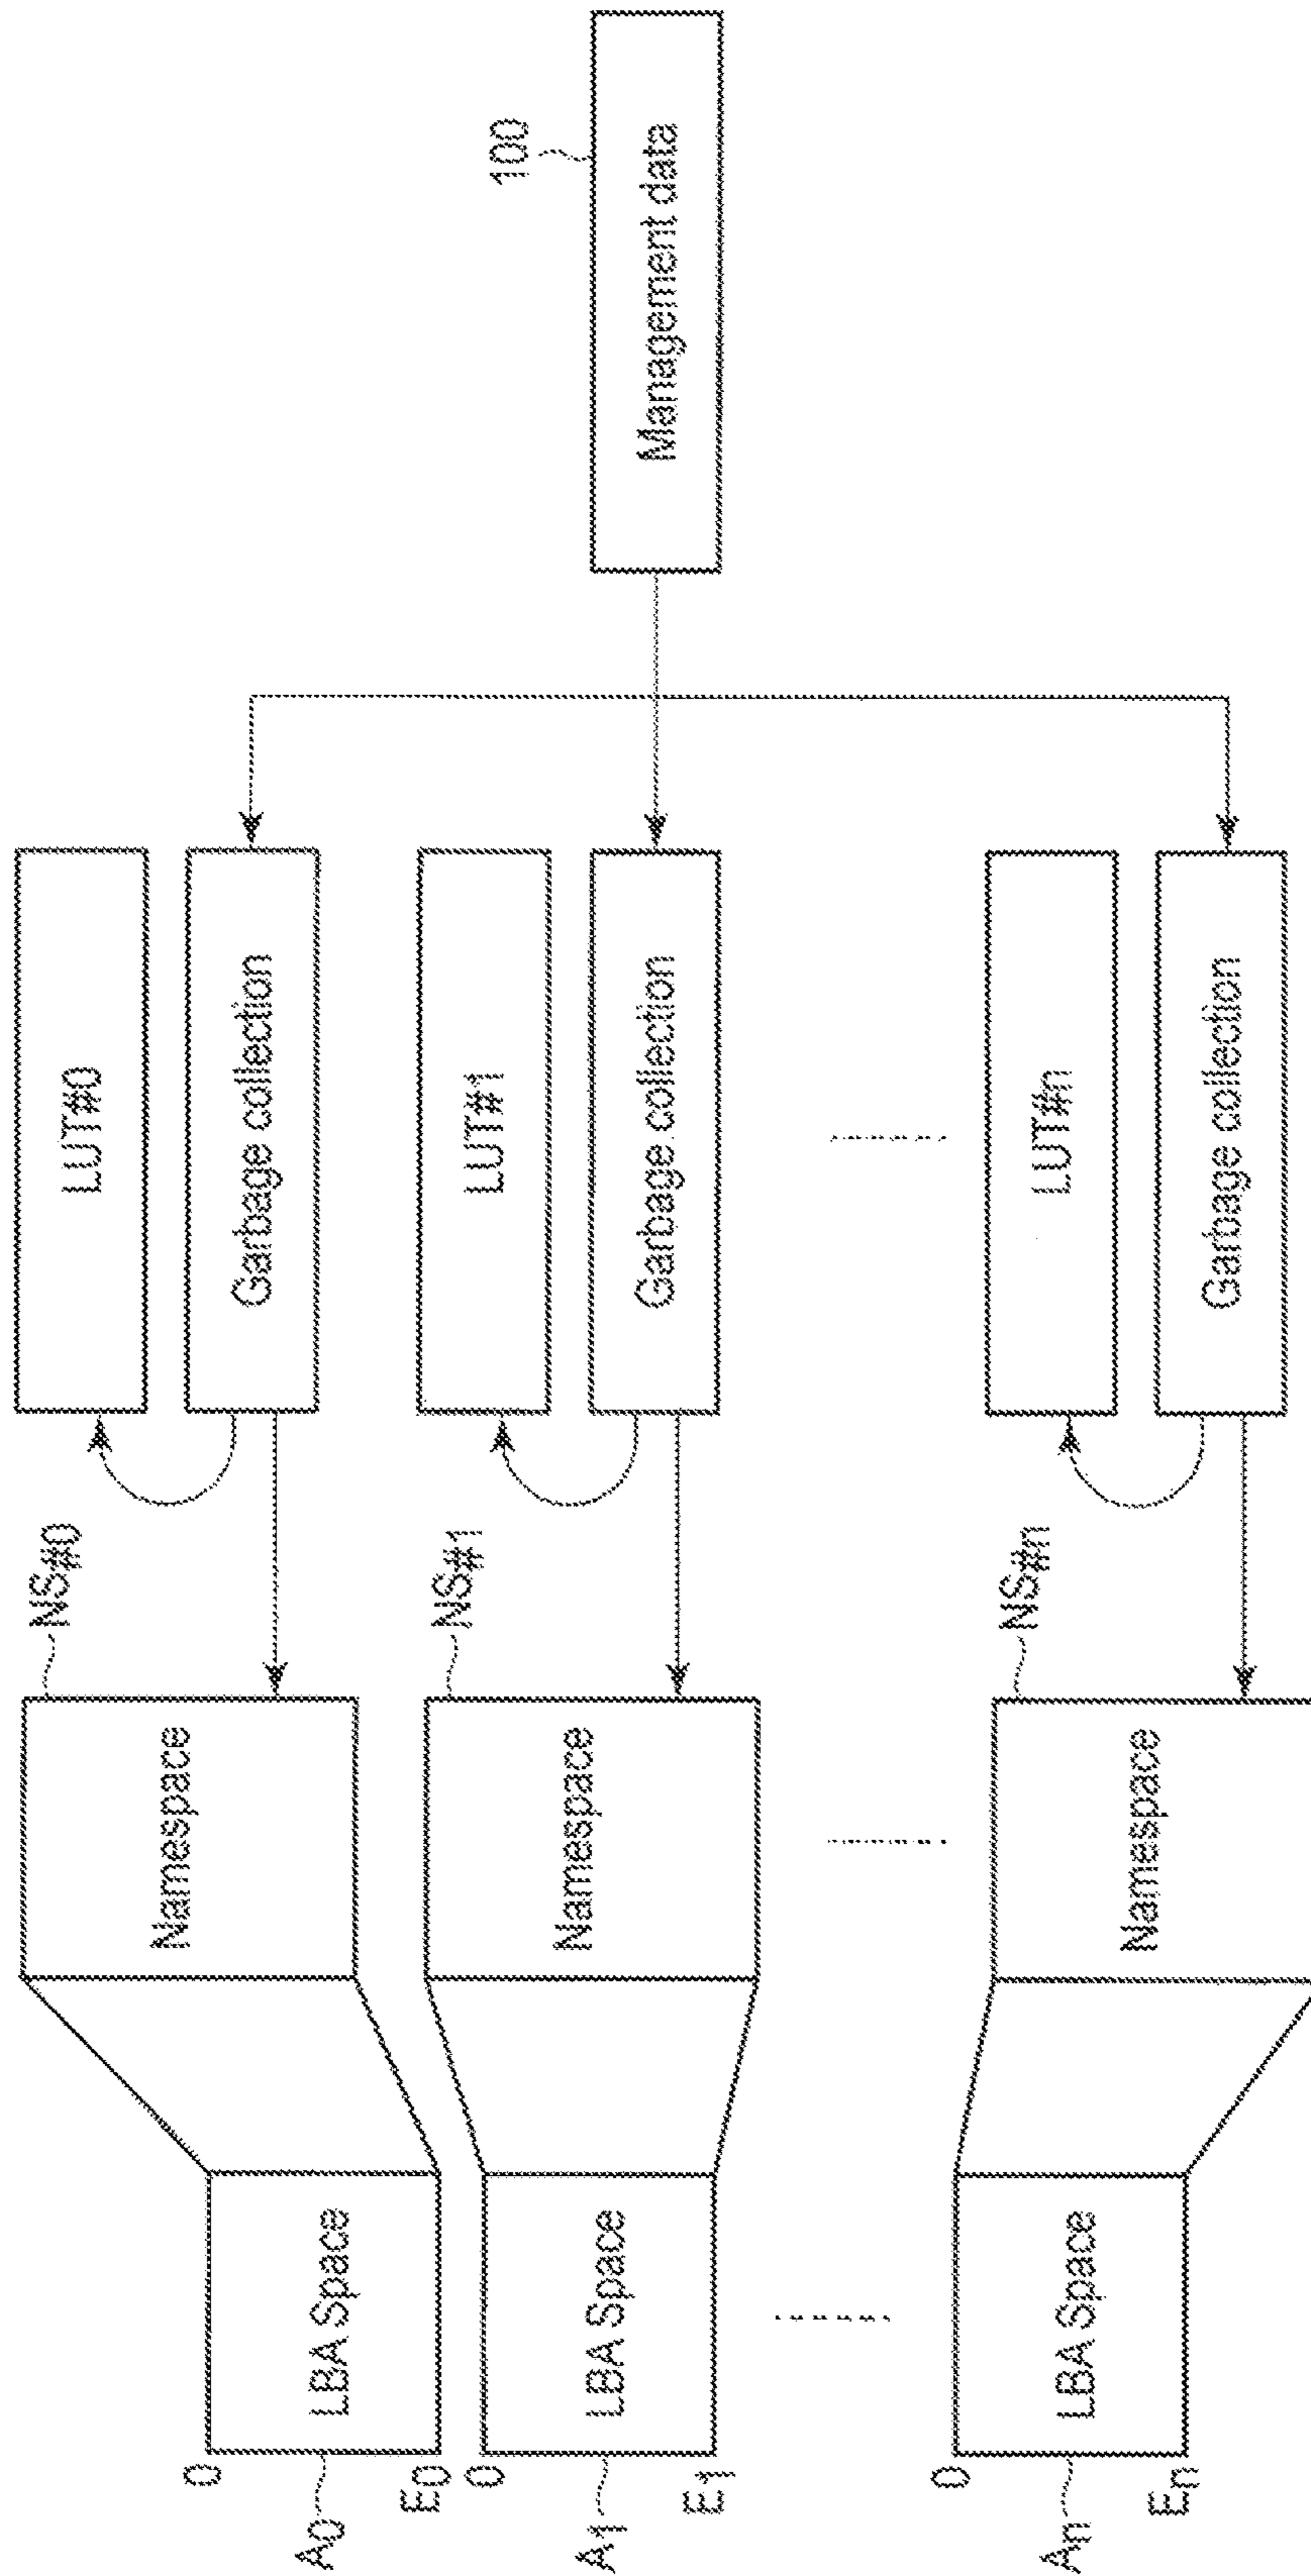 0
A0
E0
LBA Space
Namespace
NS#0
LUT#0
Garbage collection
0
A1
E1
LBA Space
Namespace
NS#1
LUT#1
Garbage collection
100
Management data
0
An
En
LBA Space
Namespace
NS#n
LUT#n
Garbage collection